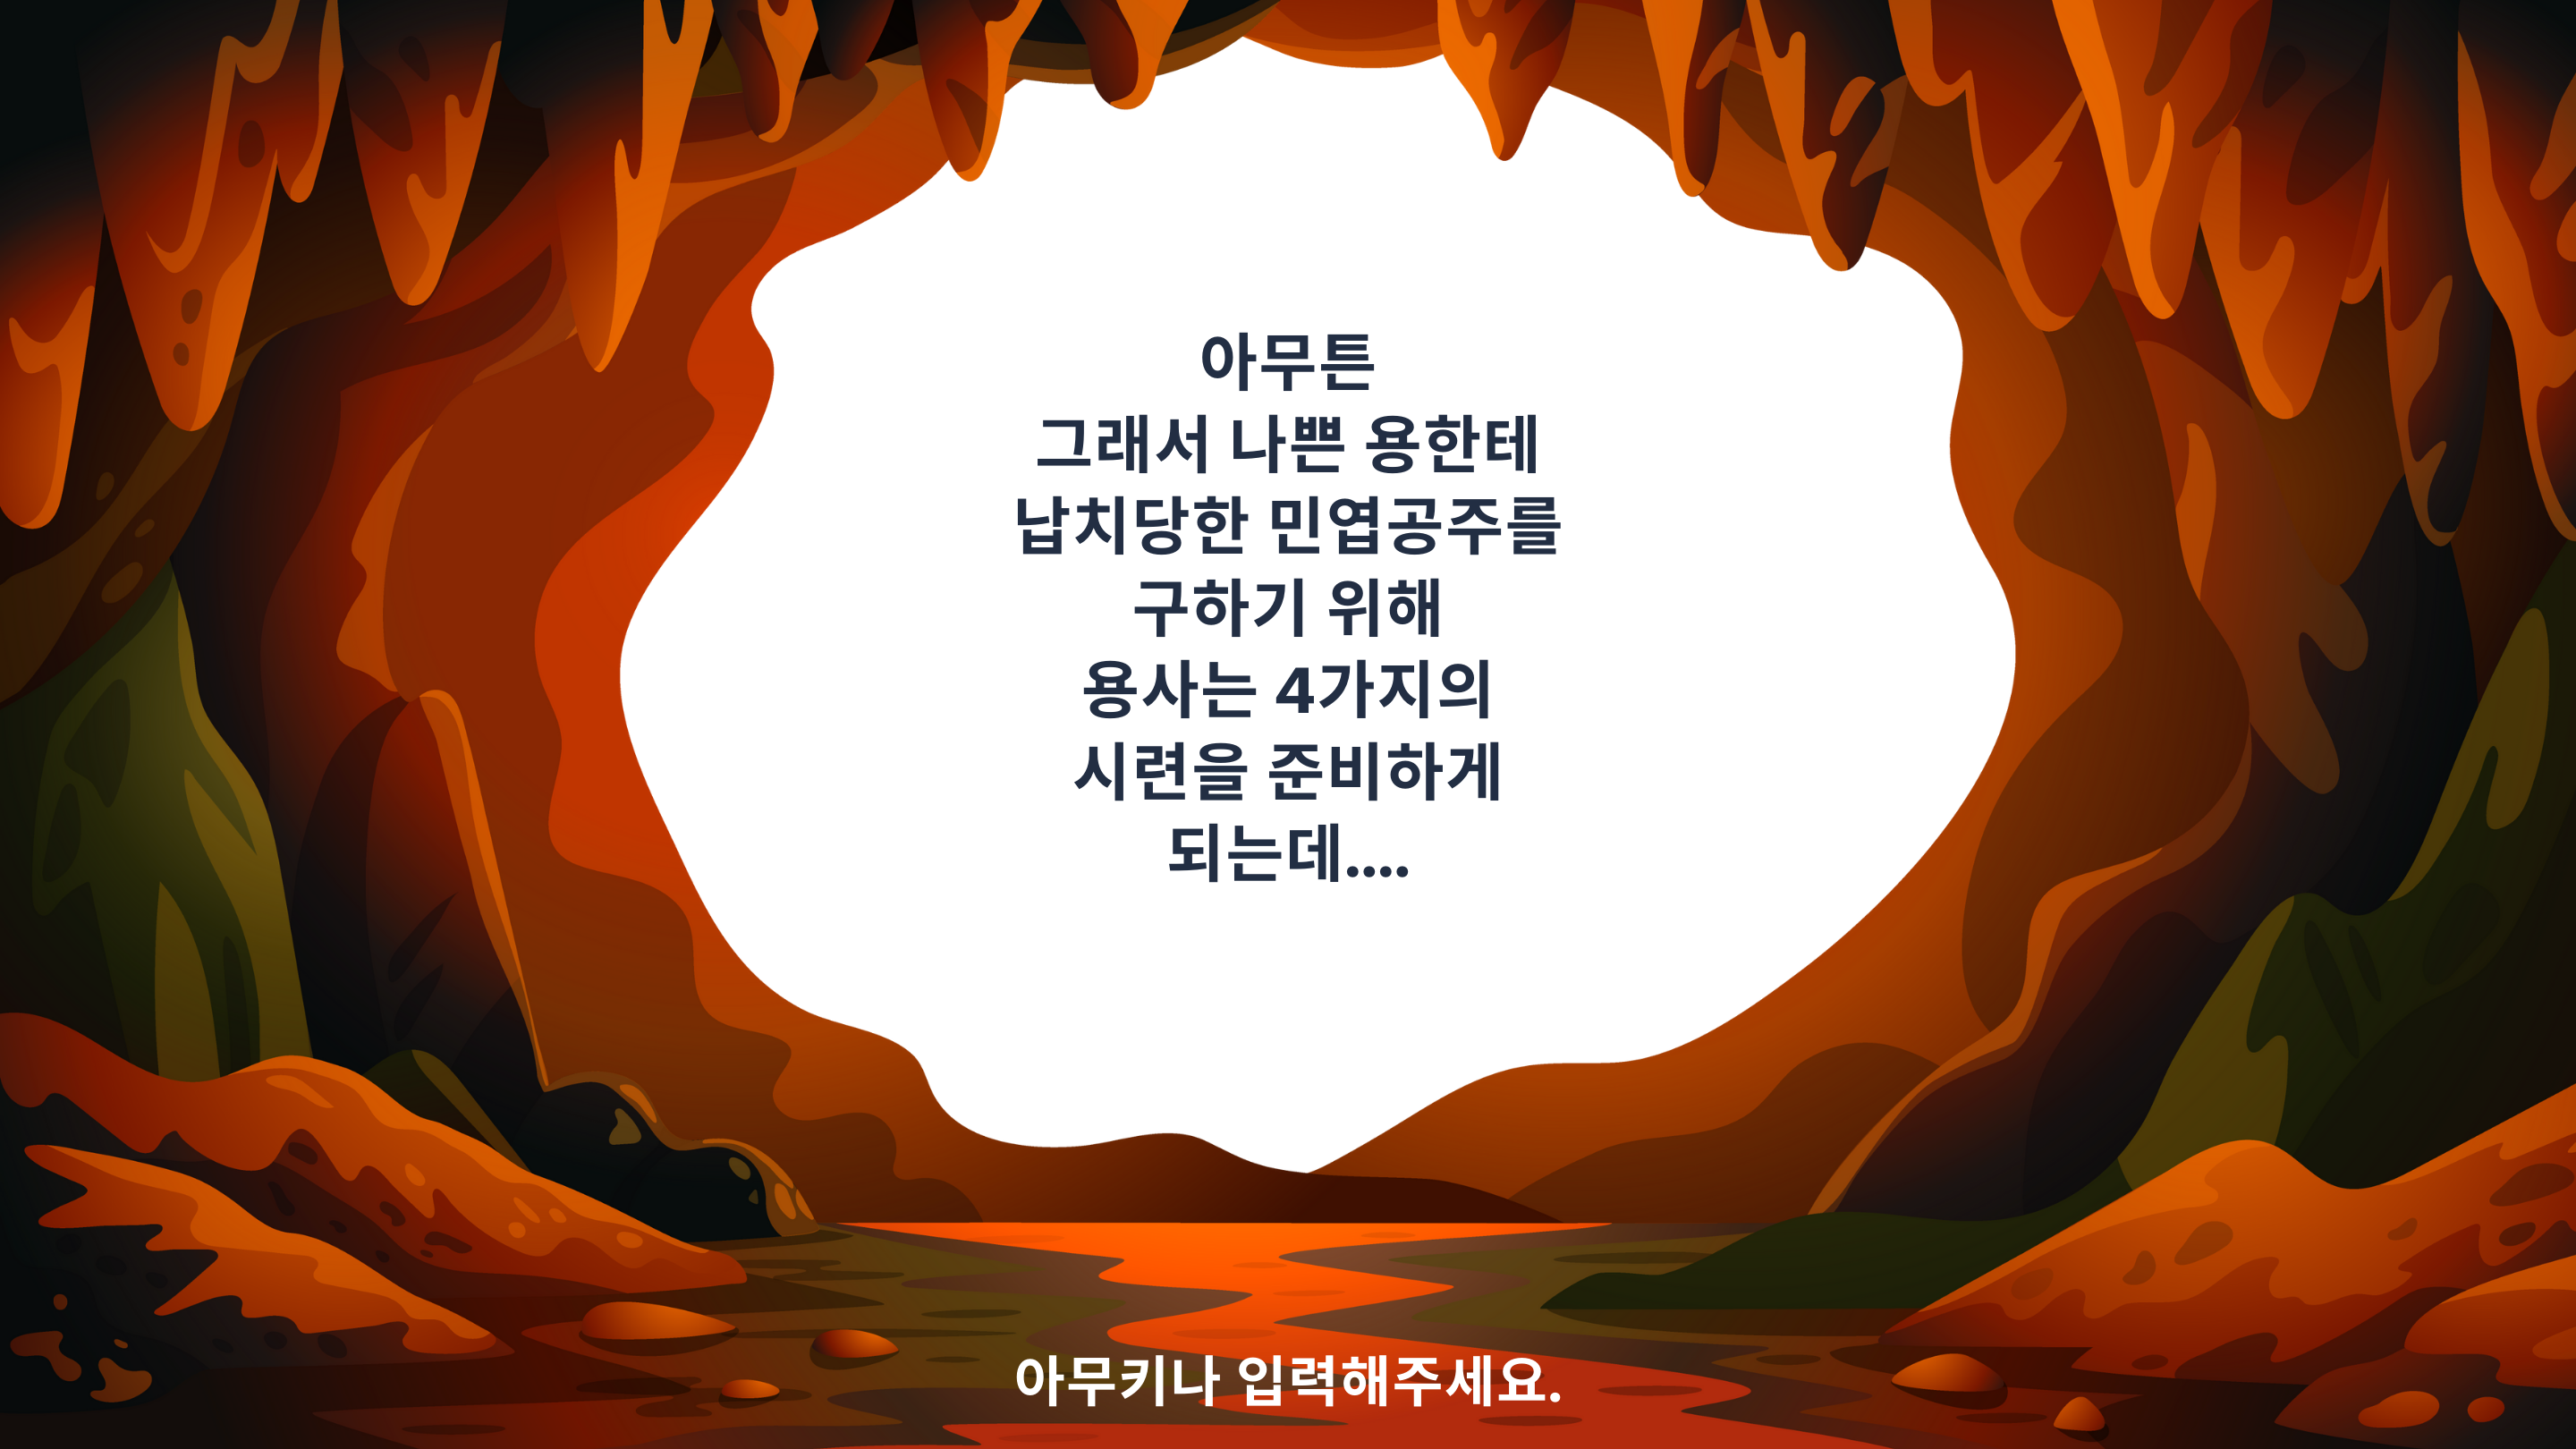 아무튼
그래서 나쁜 용한테
납치당한 민엽공주를
구하기 위해
용사는 4가지의
시련을 준비하게
되는데....
아무키나 입력해주세요.